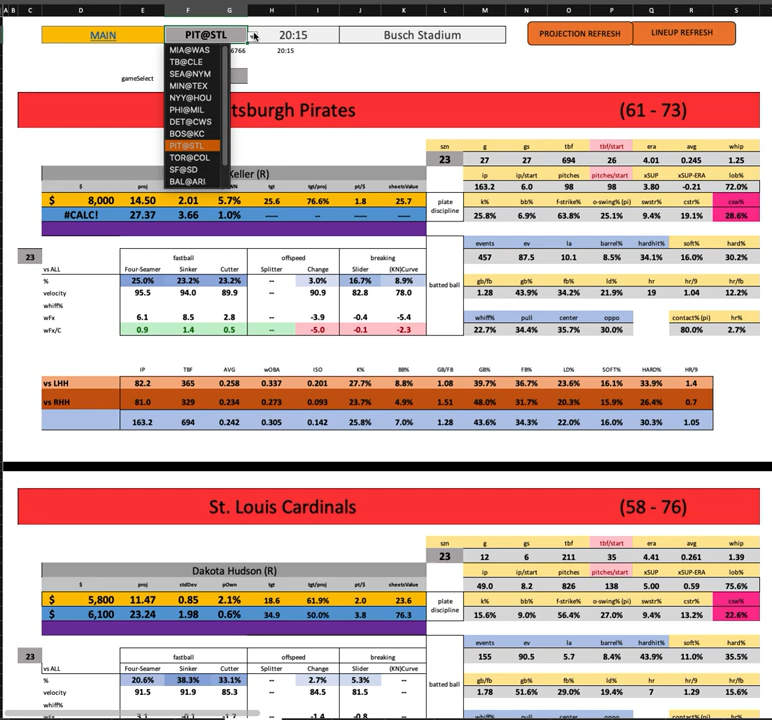 C D E F G H I J K L M N O P Q R S
MAIN PIT@STL 20:15 Busch Stadium PROJECTION REFRESH LINEUP REFRESH
MIA@WAS 6766 20:15
TB@CLE
gameSelect SEA@NYM
MIN@TEX
NYY@HOU
PHI@MIL
DET@CWS
BOS@KC
PIT@STL
TOR@COL
SF@SD
BAL@ARI
tsburgh Pirates (61 - 73)
szn g gs tbf tbf/start era avg whip
23 27 27 694 26 4.01 0.245 1.25
Keller (R) ip ip/start pitches pitches/start xSUP xSUP-ERA lob%
163.2 6.0 98 98 3.80 -0.21 72.0%
$ proj tgt tgt/proj pt/$ sheetsValue
$ 8,000 14.50 2.01 5.7% 25.6 76.6% 1.8 25.7
#CALC! 27.37 3.66 1.0% ---- -- ---- ----
plate discipline
k% bb% f-strike% o-swing% (pi) swstr% cstr% csw%
25.8% 6.9% 63.8% 25.1% 9.4% 19.1% 28.6%
23 fastball offspeed breaking
vs ALL Four-Seamer Sinker Cutter Splitter Change Slider (KN)Curve
% 25.0% 23.2% 23.2% -- 3.0% 16.7% 8.9%
velocity 95.5 94.0 89.9 -- 90.9 82.8 78.0
whiff%
wFx 6.1 8.5 2.8 -- -3.9 -0.4 -5.4
wFx/C 0.9 1.4 0.5 -- -5.0 -0.1 -2.3
batted ball
events ev la barrel% hardhit% soft% hard%
457 87.5 10.1 8.5% 34.1% 16.0% 30.2%
gb/fb gb% fb% ld% hr hr/9 hr/fb
1.28 43.9% 34.2% 21.9% 19 1.04 12.2%
whiff% pull center oppo contact% (pi) hr%
22.7% 34.4% 35.7% 30.0% 80.0% 2.7%
IP TBF AVG wOBA ISO K% BB% GB/FB GB% FB% LD% SOFT% HARD% HR/9
vs LHH 82.2 365 0.258 0.337 0.201 27.7% 8.8% 1.08 39.7% 36.7% 23.6% 16.1% 33.9% 1.4
vs RHH 81.0 329 0.234 0.273 0.093 23.7% 4.9% 1.51 48.0% 31.7% 20.3% 15.9% 26.4% 0.7
163.2 694 0.242 0.305 0.142 25.8% 7.0% 1.28 43.6% 34.3% 22.0% 16.0% 30.3% 1.05
St. Louis Cardinals (58 - 76)
szn g gs tbf tbf/start era avg whip
23 12 6 211 35 4.41 0.261 1.39
Dakota Hudson (R) ip ip/start pitches pitches/start xSUP xSUP-ERA lob%
49.0 8.2 826 138 5.00 0.59 75.6%
$ proj stdDev pOwn tgt tgt/proj pt/$ sheetsValue
$ 5,800 11.47 0.85 2.1% 18.6 61.9% 2.0 23.6
$ 6,100 23.24 1.98 0.6% 34.9 50.0% 3.8 76.3
plate discipline
k% bb% f-strike% o-swing% (pi) swstr% cstr% csw%
15.6% 9.0% 56.4% 27.0% 9.4% 13.2% 22.6%
23 fastball offspeed breaking
vs ALL Four-Seamer Sinker Cutter Splitter Change Slider (KN)Curve
% 20.6% 38.3% 33.1% -- 2.7% 5.3% --
velocity 91.5 91.9 85.3 -- 84.5 81.5 --
whiff%
wFx -- -1.4 -0.8 --
batted ball
events ev la barrel% hardhit% soft% hard%
155 90.5 5.7 8.4% 43.9% 11.0% 35.5%
gb/fb gb% fb% ld% hr hr/9 hr/fb
1.78 51.6% 29.0% 19.4% 7 1.29 15.6%
whiff% pull center oppo contact% (pi) hr%